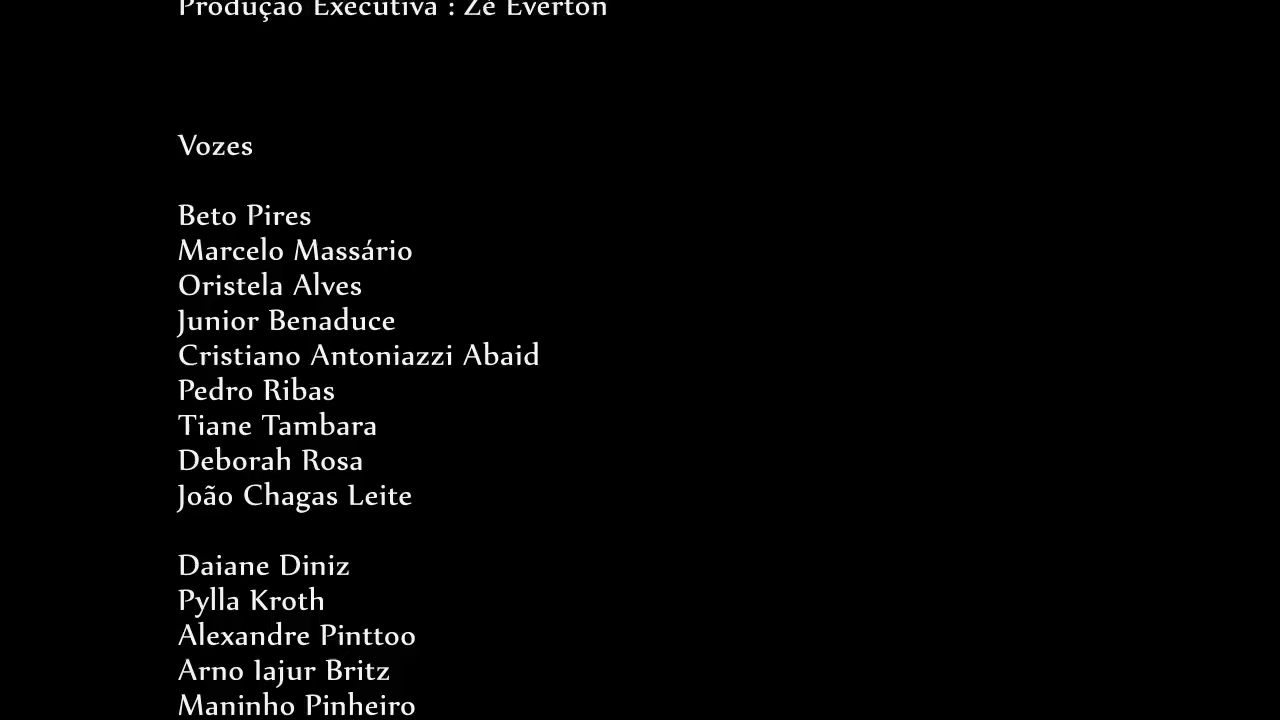 Produção Executiva : Zé Everton
Vozes
Beto Pires
Marcelo Massário
Oristela Alves
Junior Benaduce
Cristiano Antoniazzi Abaid
Pedro Ribas
Tiane Tambara
Deborah Rosa
João Chagas Leite
Daiane Diniz
Pylla Kroth
Alexandre Pinttoo
Arno Iajur Britz
Maninho Pinheiro